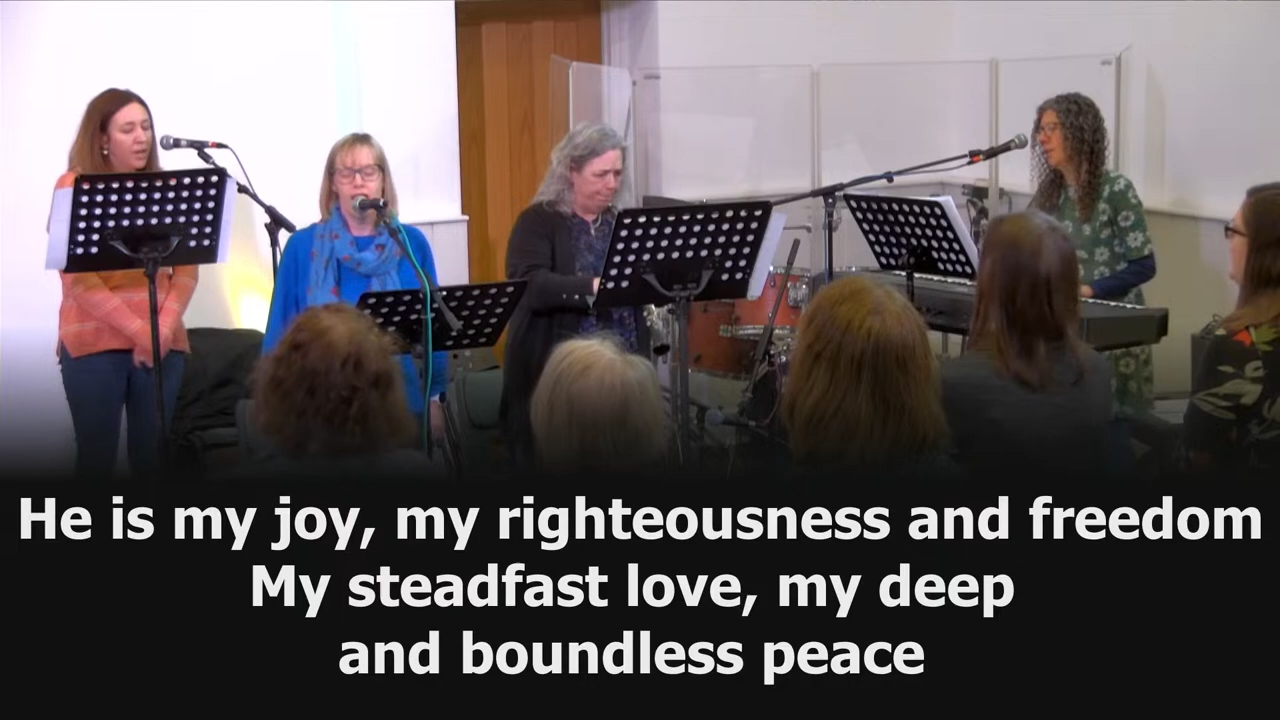 He is my joy, my righteousness and freedom
My steadfast love, my deep
and boundless peace